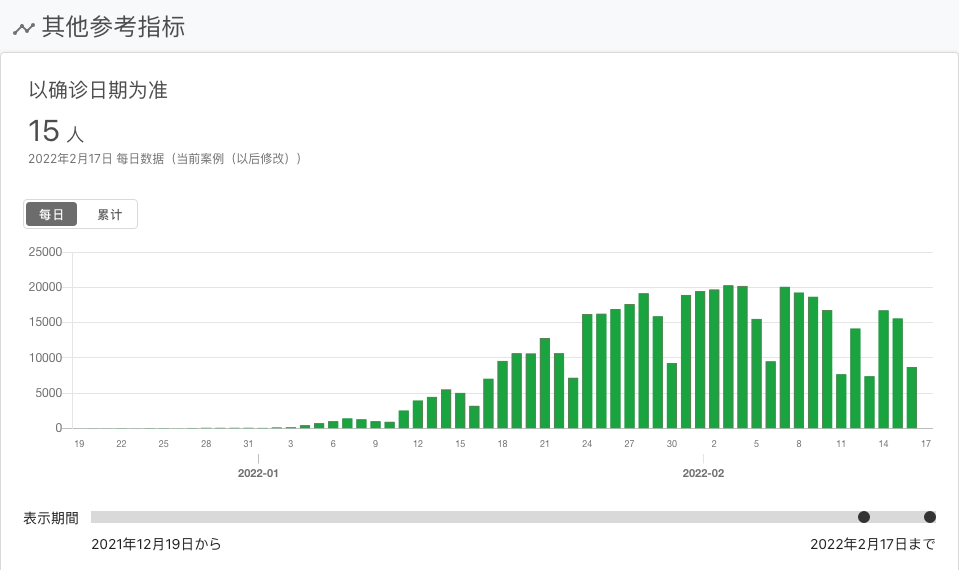 其他参考指标
以确诊日期为准
15 人
2022年2月17日 每日数据（当前案例（以后修改））
每日 累计
25000
20000
15000
10000
5000
0
19 22 25 28 31 3 6 9 12 15 18 21 24 27 30 2 5 8 11 14 17
2022-01 2022-02
表示期間
2021年12月19日から 2022年2月17日まで